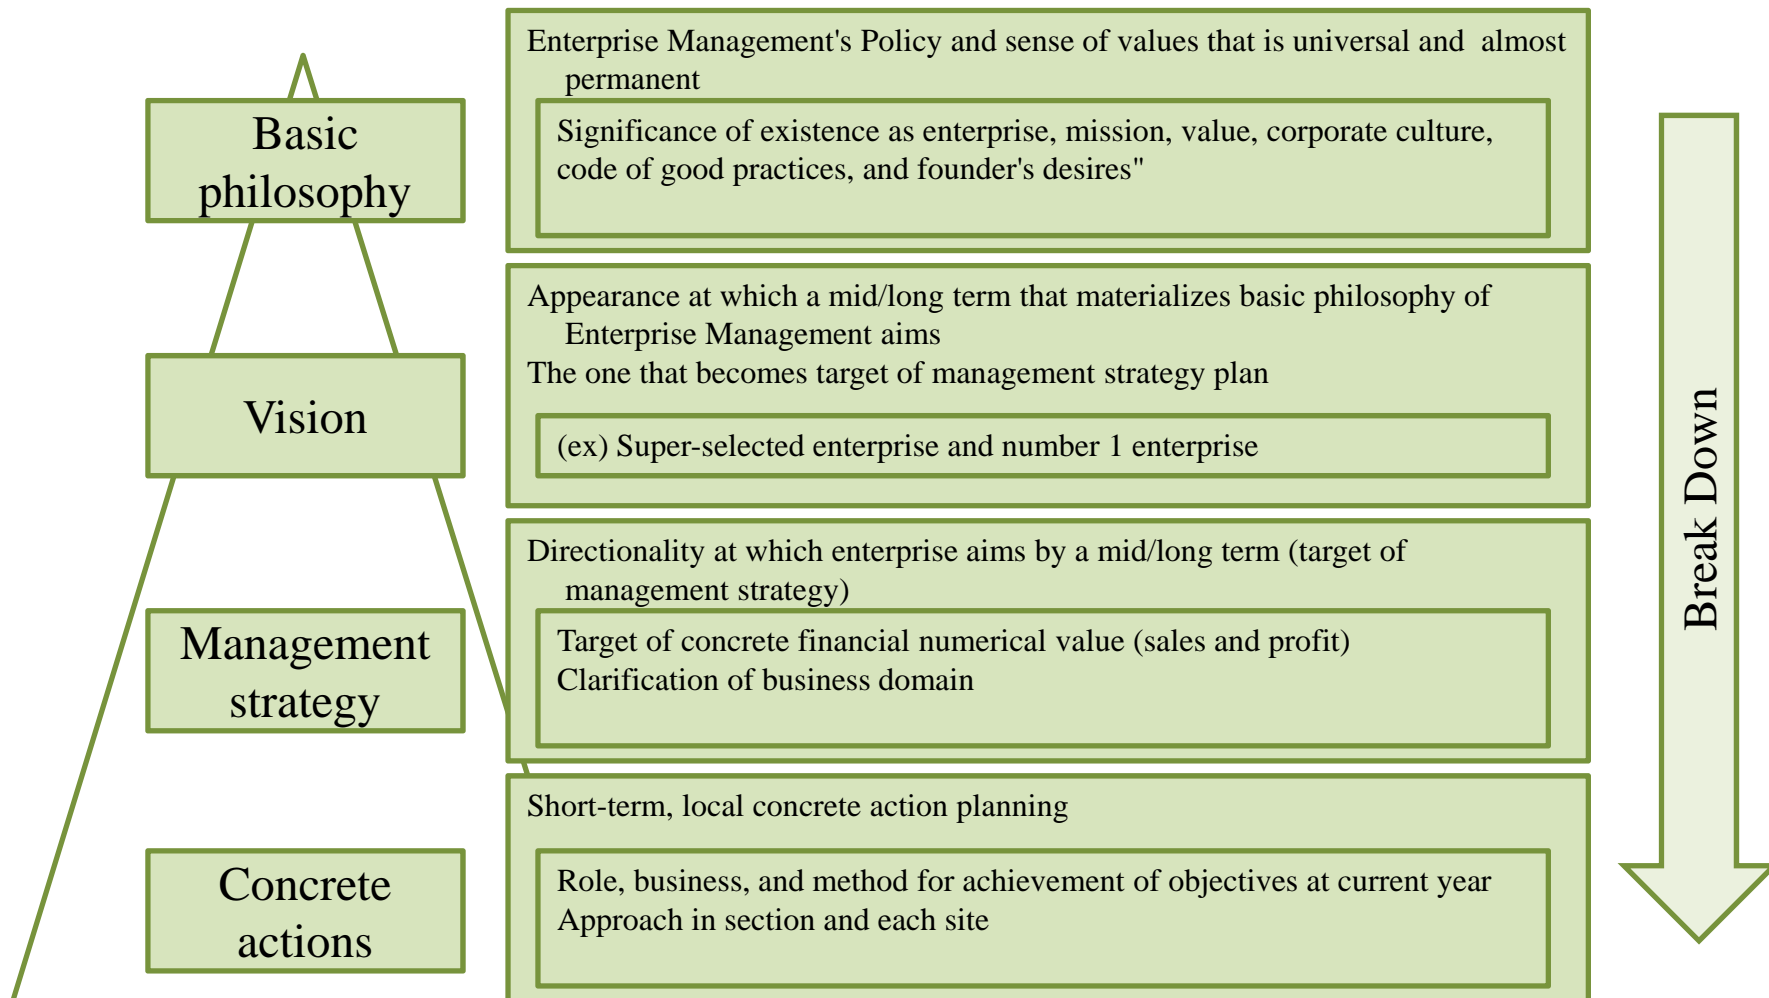 Basic
philosophy
Enterprise Management's Policy and sense of values that is universal and almost
permanent
Significance of existence as enterprise, mission, value, corporate culture,
code of good practices, and founder's desires"
Vision
Appearance at which a mid/long term that materializes basic philosophy of
Enterprise Management aims
The one that becomes target of management strategy plan
(ex) Super-selected enterprise and number 1 enterprise
Management
strategy
Directionality at which enterprise aims by a mid/long term (target of
management strategy)
Target of concrete financial numerical value (sales and profit)
Clarification of business domain
Concrete
actions
Short-term, local concrete action planning
Role, business, and method for achievement of objectives at current year
Approach in section and each site
Break Down